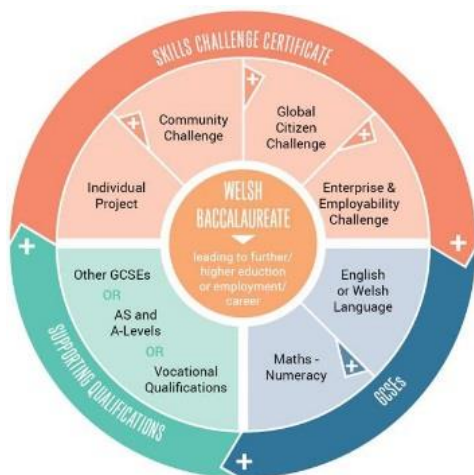 SKILLS CHALLENGE CERTIFICATE
Community
Challenge
Global
Citizen
Challenge
Individual
Project
Enterprise &
Employability
Challenge
WELSH
BACCALAUREATE
leading to further/
higher eduction
or employment/
career
Other GCSEs
OR
AS and
A-Levels
OR
Vocational
Qualifications
English
or Welsh
Language
Maths -
Numeracy
SUPPORTING QUALIFICATIONS
GCSEs